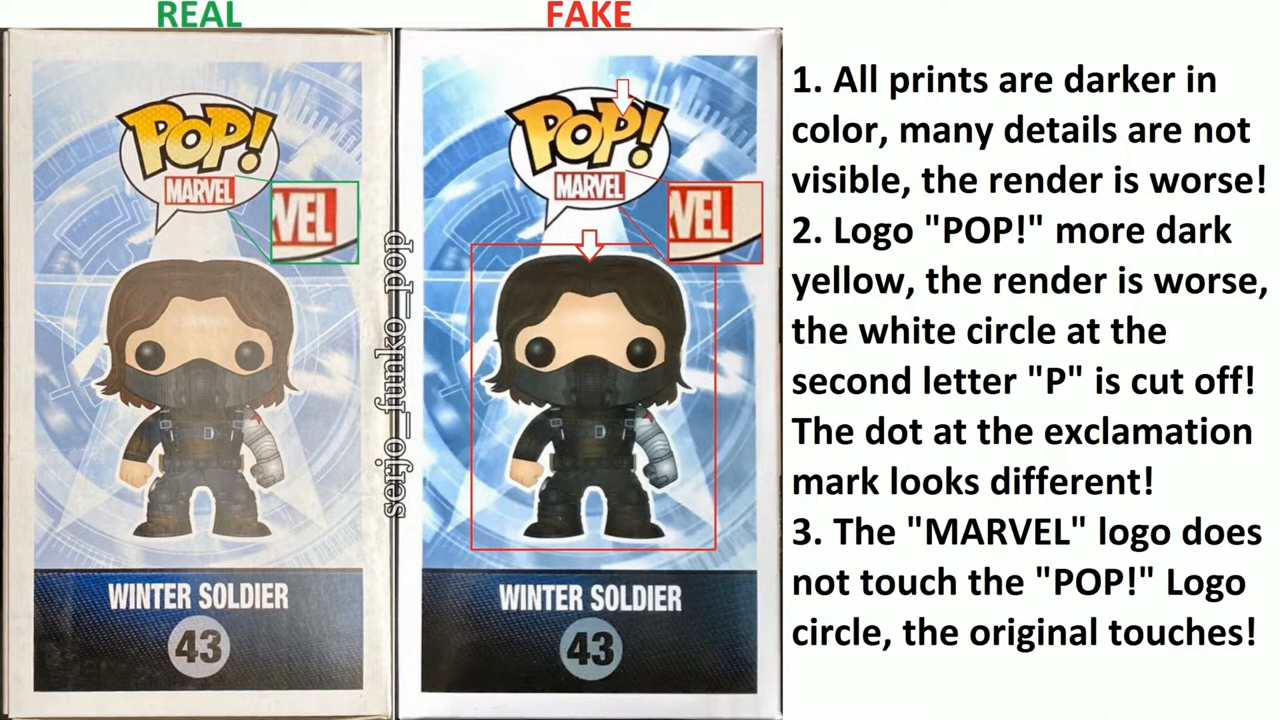 REAL
FAKE
POP!
MARVEL
VEL
WINTER SOLDIER
43
serjo_funko_pop
POP!
MARVEL
VEL
WINTER SOLDIER
43
1. All prints are darker in
color, many details are not
visible, the render is worse!
2. Logo "POP!" more dark
yellow, the render is worse,
the white circle at the
second letter "P" is cut off!
The dot at the exclamation
mark looks different!
3. The "MARVEL" logo does
not touch the "POP!" Logo
circle, the original touches!